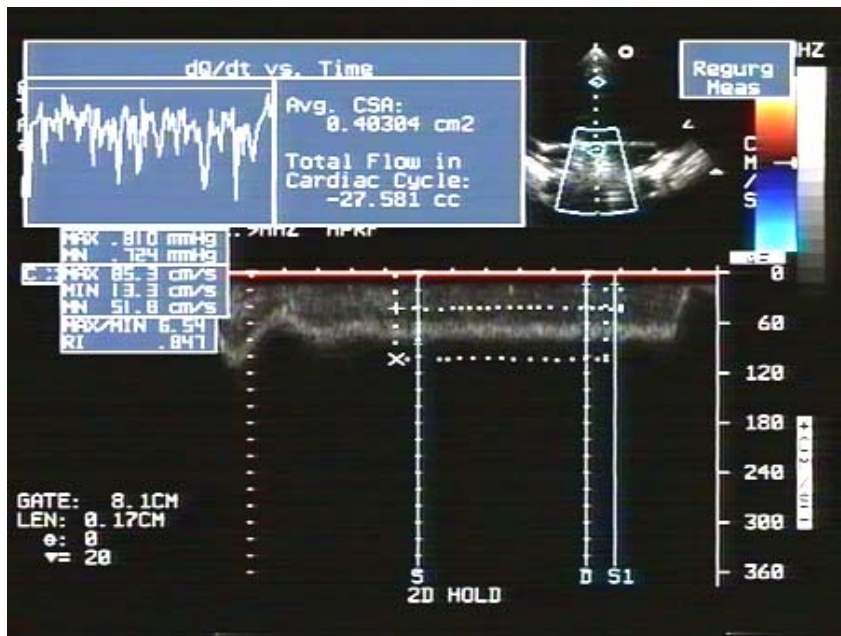 dQ/dt vs. Time
Avg. CSA:
0.40304 cm2
Total Flow in
Cardiac Cycle:
-27.581 cc
Regurg
Meas
HZ
C
M
/
S
MAX .810 mmHg
MN .724 mmHg
MAX 85.3 cm/s
MIN 13.3 cm/s
MN 51.8 cm/s
MAX/MIN 6.54
RI .847
0
60
120
180
240
300
360
GATE: 8.1CM
LEN: 0.17CM
θ: 0
▼= 20
S
D
S1
2D HOLD